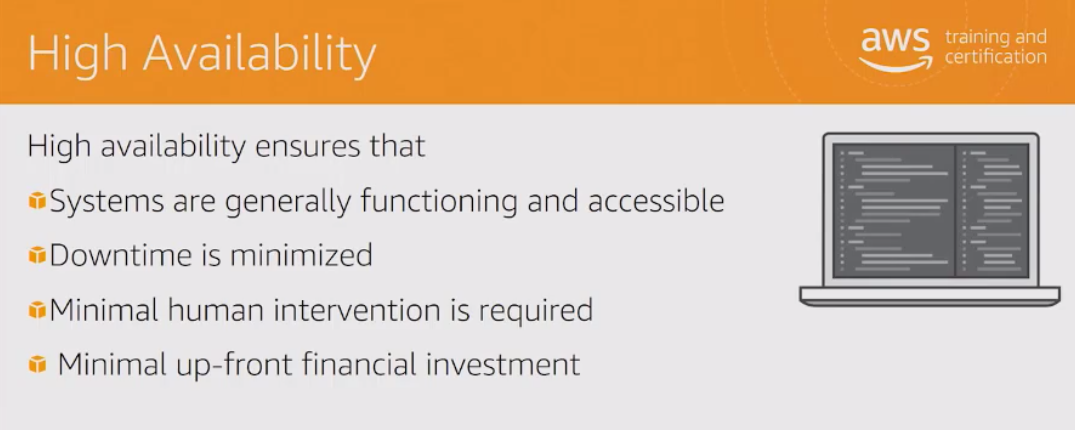 High Availability
aws training and
certification
High availability ensures that
Systems are generally functioning and accessible
Downtime is minimized
Minimal human intervention is required
Minimal up-front financial investment